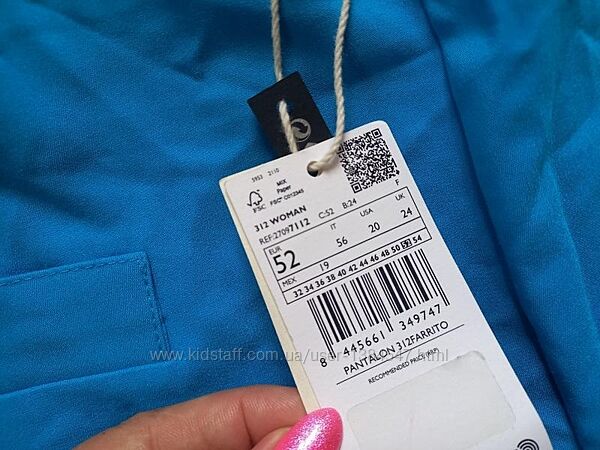 5953 2110
FSC
MIX
Paper
FSC® C012345
312 WOMAN
REF:27097112 C:52 B:24 F
EUR IT USA UK
52 56 20 24
MEX 19
32 34 36 38 40 42 44 46 48 50 52 54
8 445661 349747
PANTALON 312FARRITO
RECOMMENDED PRICE (RRP)
www.kidstaff.com.ua